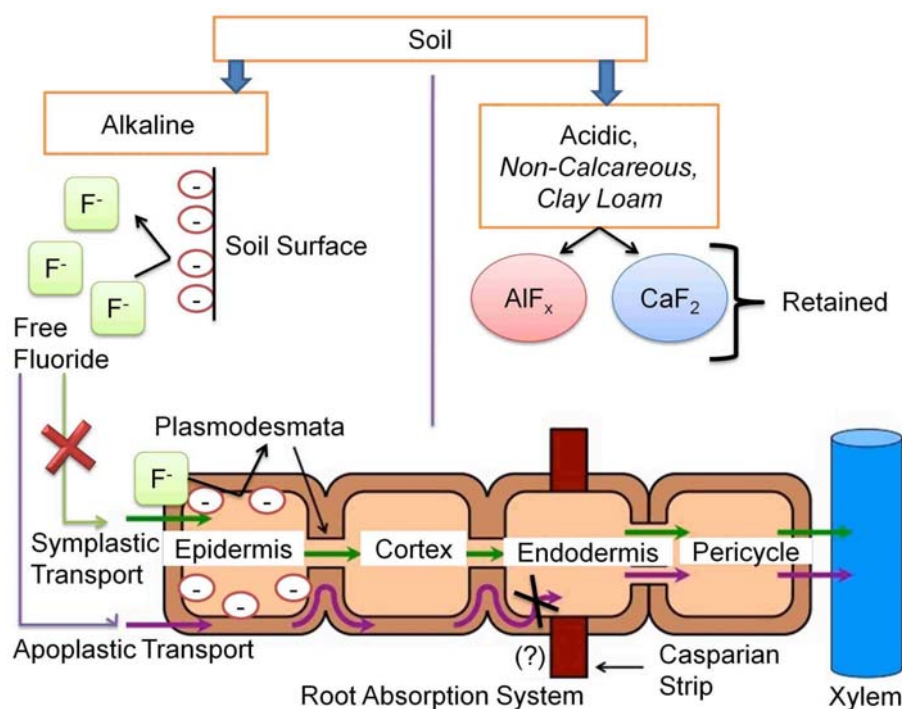 Soil
Alkaline
Acidic,
Non-Calcareous,
Clay Loam
F-
F-
F-
-
-
-
-
Soil Surface
AlFx
CaF2
Retained
Free
Fluoride
Plasmodesmata
F-
-
-
Symplastic
Transport
Epidermis
Cortex
Endodermis
Pericycle
-
-
-
Apoplastic Transport
(?)
Casparian
Strip
Root Absorption System
Xylem